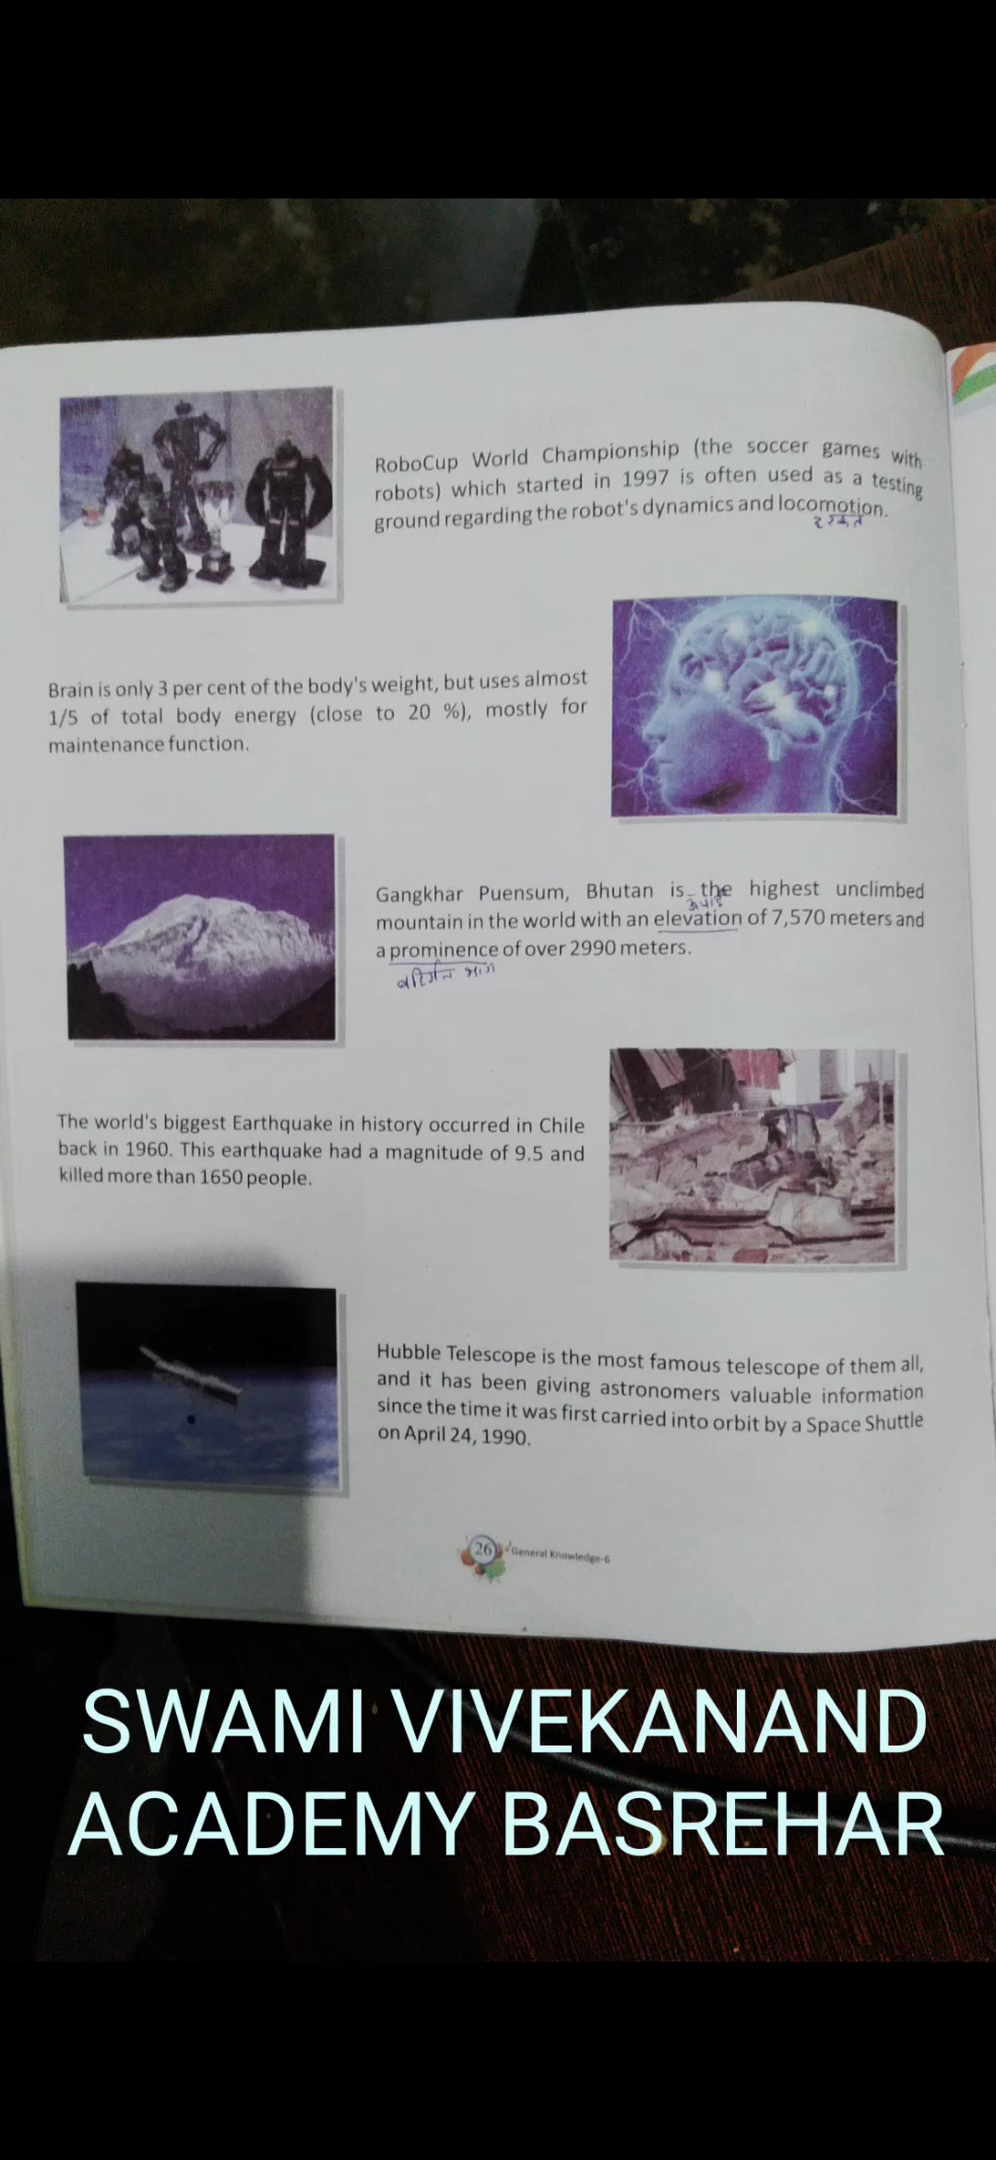 RoboCup World Championship (the soccer games with
robots) which started in 1997 is often used as a testing
ground regarding the robot's dynamics and locomotion.
हरकत
Brain is only 3 per cent of the body's weight, but uses almost
1/5 of total body energy (close to 20 %), mostly for
maintenance function.
Gangkhar Puensum, Bhutan is the highest unclimbed
mountain in the world with an elevation of 7,570 meters and
a prominence of over 2990 meters.
भाग
The world's biggest Earthquake in history occurred in Chile
back in 1960. This earthquake had a magnitude of 9.5 and
killed more than 1650 people.
Hubble Telescope is the most famous telescope of them all,
and it has been giving astronomers valuable information
since the time it was first carried into orbit by a Space Shuttle
on April 24, 1990.
26 General Knowledge-6
SWAMI VIVEKANAND
ACADEMY BASREHAR